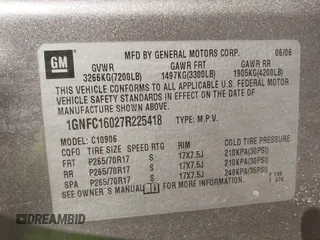 GM
MFD BY GENERAL MOTORS CORP. 06/06
GVWR GAWR FRT GAWR RR
3266KG(7200LB) 1497KG(3300LB) 1905KG(4200LB)
THIS VEHICLE CONFORMS TO ALL APPLICABLE U.S. FEDERAL MOTOR
VEHICLE SAFETY STANDARDS IN EFFECT ON THE DATE OF
MANUFACTURE SHOWN ABOVE.
1GNFC16027R225418 TYPE: M.P.V.
MODEL: C10906
TIRE SIZE SPEED RTG RIM COLD TIRE PRESSURE
FRT P265/70R17 S 17X7.5J 210KPA(30PSI)
RR P265/70R17 S 17X7.5J 210KPA(30PSI)
SPA P265/70R17 S 17X7.5J 240KPA(35PSI)
SEE OWNER'S MANUAL FOR MORE INFORMATION.
DREAMBID